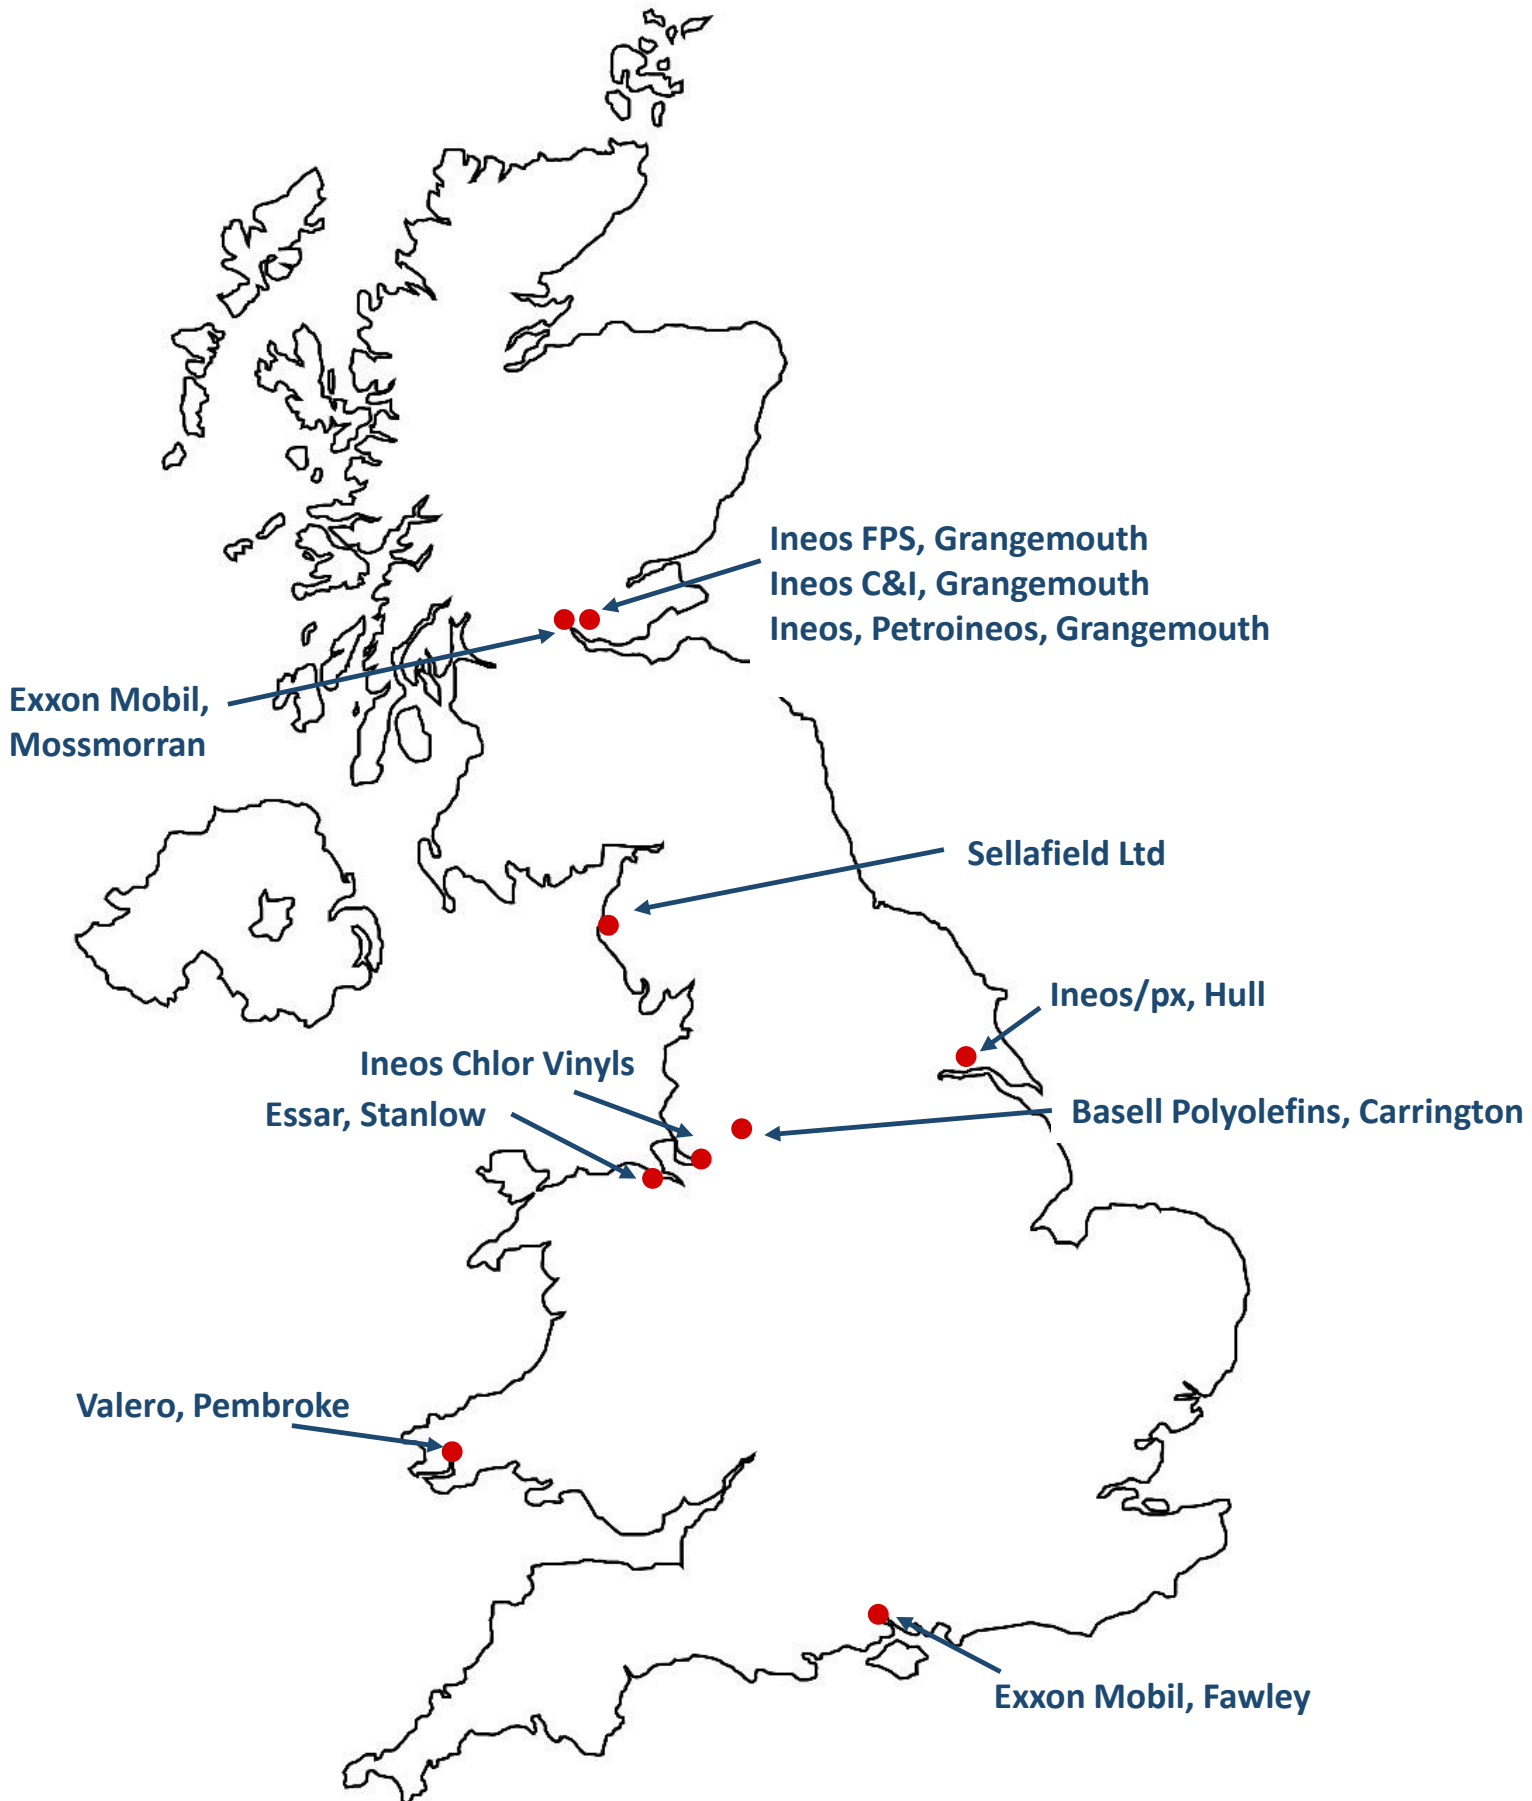 Ineos FPS, Grangemouth
Ineos C&I, Grangemouth
Ineos, Petroineos, Grangemouth
Exxon Mobil,
Mossmorran
Sellafield Ltd
Ineos/px, Hull
Ineos Chlor Vinyls
Essar, Stanlow
Basell Polyolefins, Carrington
Valero, Pembroke
Exxon Mobil, Fawley